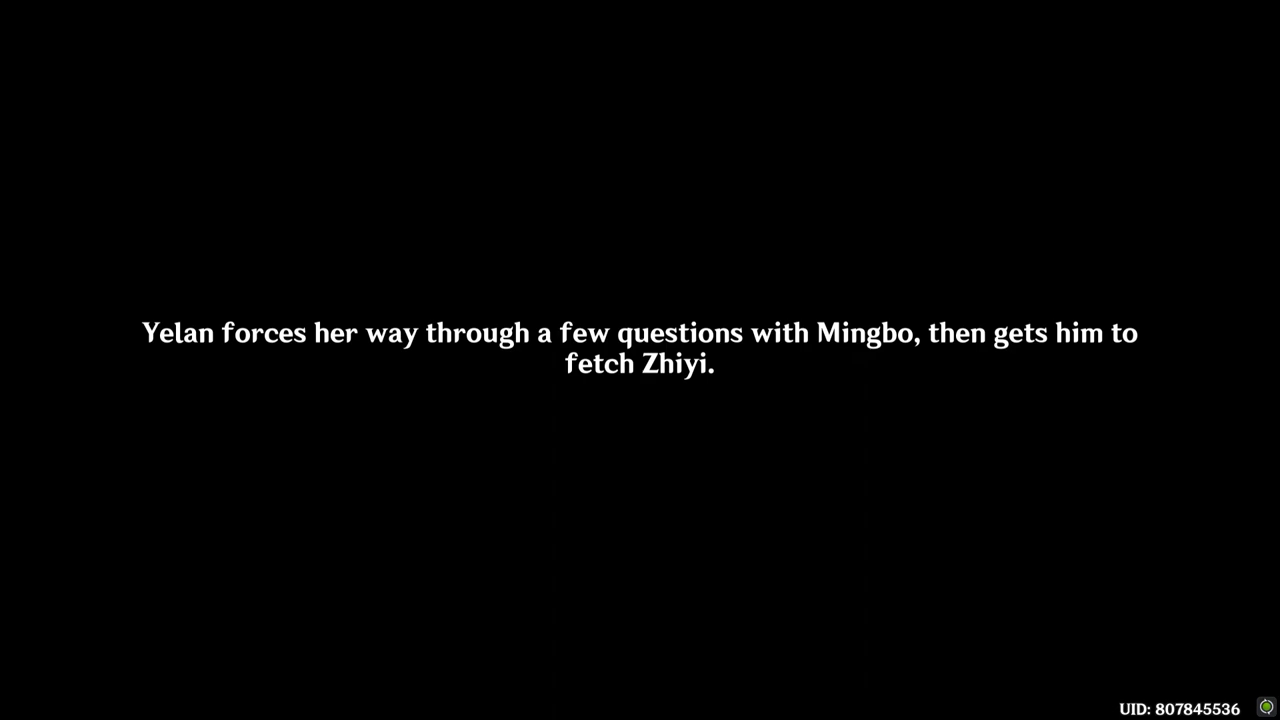 Yelan forces her way through a few questions with Mingbo, then gets him to
fetch Zhiyi.
UID: 807845536